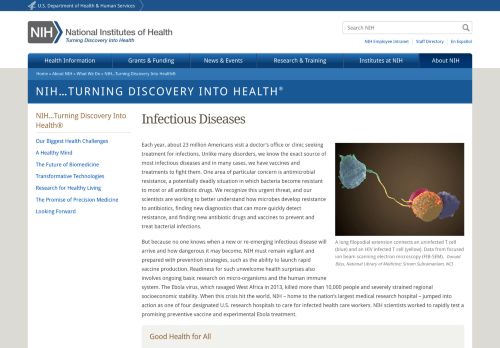 U.S. Department of Health & Human Services
NIH
National Institutes of Health
Turning Discovery Into Health
Search NIH
NIH Employee Intranet | Staff Directory | En Español
Health Information
Grants & Funding
News & Events
Research & Training
Institutes at NIH
About NIH
Home » About NIH » What We Do » NIH...Turning Discovery Into Health®
NIH...TURNING DISCOVERY INTO HEALTH®
NIH...Turning Discovery Into
Health®
Our Biggest Health Challenges
A Healthy Mind
The Future of Biomedicine
Transformative Technologies
Research for Healthy Living
The Promise of Precision Medicine
Looking Forward
Infectious Diseases
Each year, about 23 million Americans visit a doctor's office or clinic seeking
treatment for infections. Unlike many disorders, we know the exact source of
most infectious diseases and in many cases, we have vaccines and
treatments to fight them. One area of particular concern is antimicrobial
resistance, a potentially deadly situation in which bacteria become resistant
to most or all antibiotic drugs. We recognize this urgent threat, and our
scientists are working to better understand how microbes develop resistance
to antibiotics, finding new diagnostics that can more quickly detect
resistance, and finding new antibiotic drugs and vaccines to prevent and
treat bacterial infections.
A long filopodial extension connects an uninfected T cell
(blue) and an HIV infected T cell (yellow). Data from focused
ion beam scanning electron microscopy (FIB-SEM). Donald
Bliss, National Library of Medicine; Sriram Subramaniam, NCI
But because no one knows when a new or re-emerging infectious disease will
arrive and how dangerous it may become, NIH must remain vigilant and
prepared with prevention strategies, such as the ability to launch rapid
vaccine production. Readiness for such unwelcome health surprises also
involves ongoing basic research on micro-organisms and the human immune
system. The Ebola virus, which ravaged West Africa in 2013, killed more than 10,000 people and severely strained regional
socioeconomic stability. When this crisis hit the world, NIH – home to the nation's largest medical research hospital – jumped into
action as one of four designated U.S. research hospitals to care for infected health care workers. NIH scientists worked to rapidly test a
promising preventive vaccine and experimental Ebola treatment.
Good Health for All